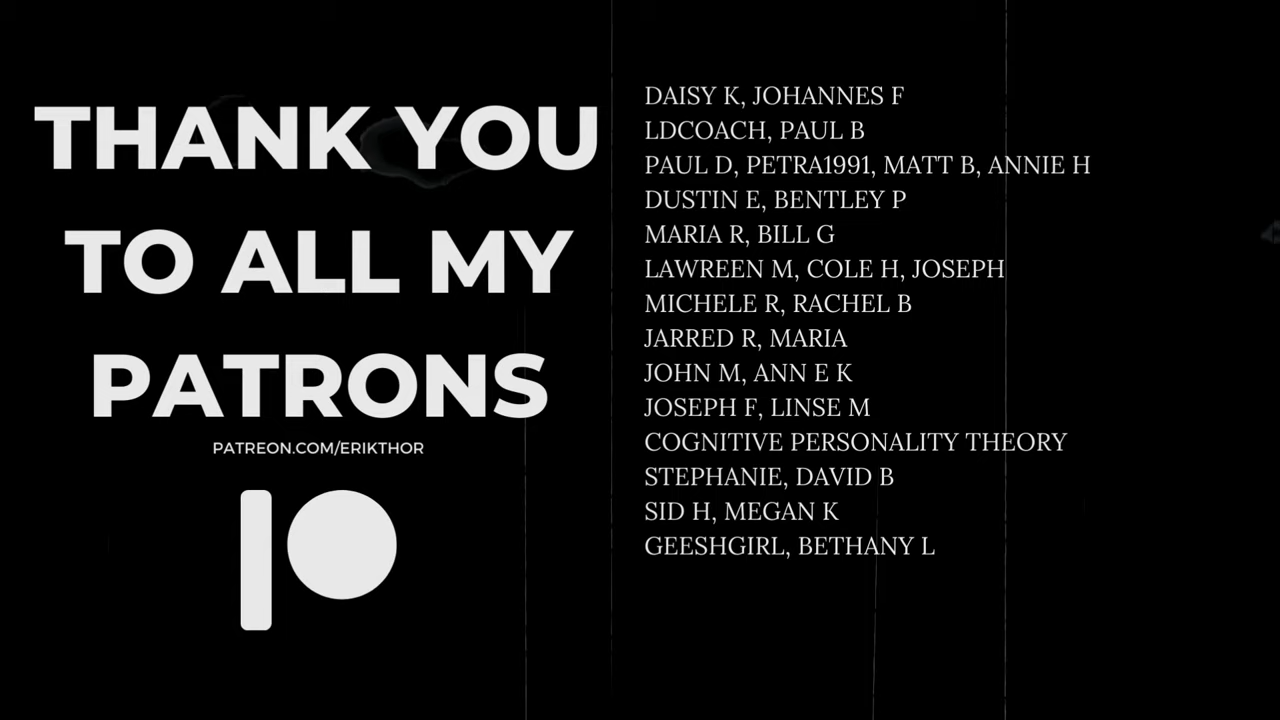 THANK YOU
TO ALL MY
PATRONS
PATREON.COM/ERIKTHOR
DAISY K, JOHANNES F
LDCOACH, PAUL B
PAUL D, PETRA1991, MATT B, ANNIE H
DUSTIN E, BENTLEY P
MARIA R, BILL G
LAWREEN M, COLE H, JOSEPH
MICHELE R, RACHEL B
JARRED R, MARIA
JOHN M, ANN E K
JOSEPH F, LINSE M
COGNITIVE PERSONALITY THEORY
STEPHANIE, DAVID B
SID H, MEGAN K
GEESHGIRL, BETHANY L